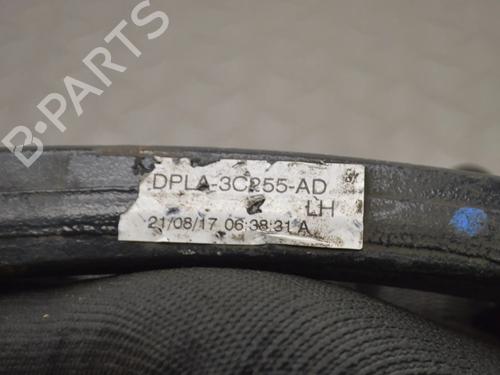 B-PARTS
DPLA-3C255-AD
LH
21/08/17 06:38:31 A